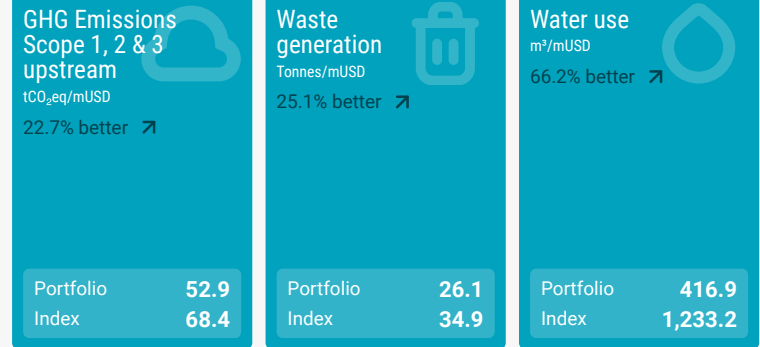 GHG Emissions
Scope 1, 2 & 3
upstream
tCO₂eq/mUSD
22.7% better
Portfolio 52.9
Index 68.4
Waste
generation
Tonnes/mUSD
25.1% better
Portfolio 26.1
Index 34.9
Water use
m³/mUSD
66.2% better
Portfolio 416.9
Index 1,233.2